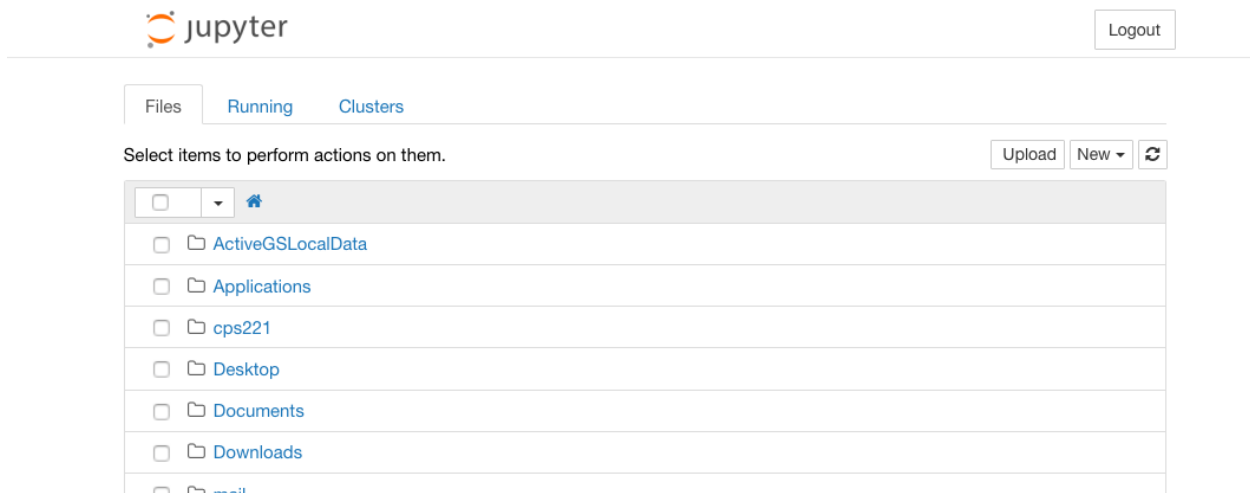 jupyter
Logout
Files Running Clusters
Select items to perform actions on them.
Upload New
ActiveGSLocalData
Applications
cps221
Desktop
Documents
Downloads